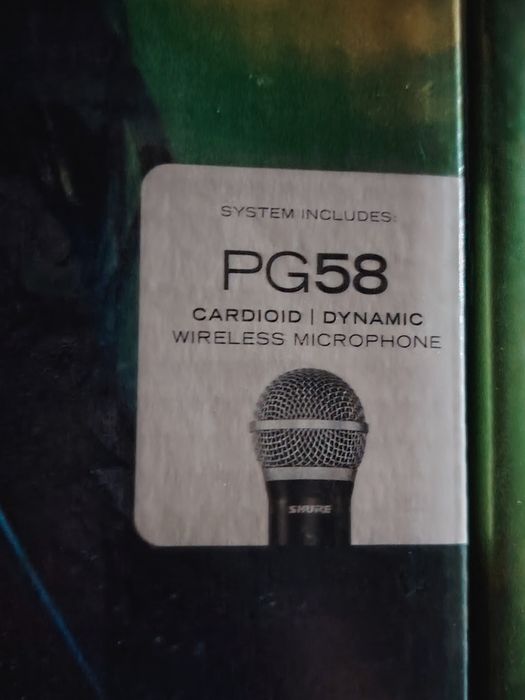 SYSTEM INCLUDES:
PG58
CARDIOID | DYNAMIC
WIRELESS MICROPHONE
SHURE